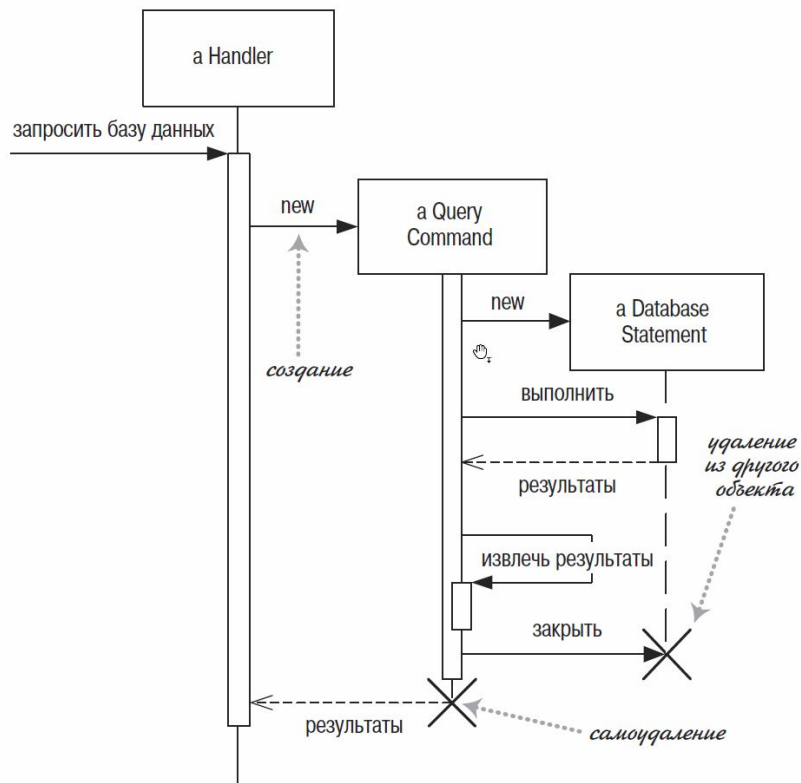 a Handler
запросить базу данных
new
a Query
Command
new
a Database
Statement
создание
выполнить
удаление
из другого
объекта
результаты
извлечь результаты
закрыть
результаты
самоудаление